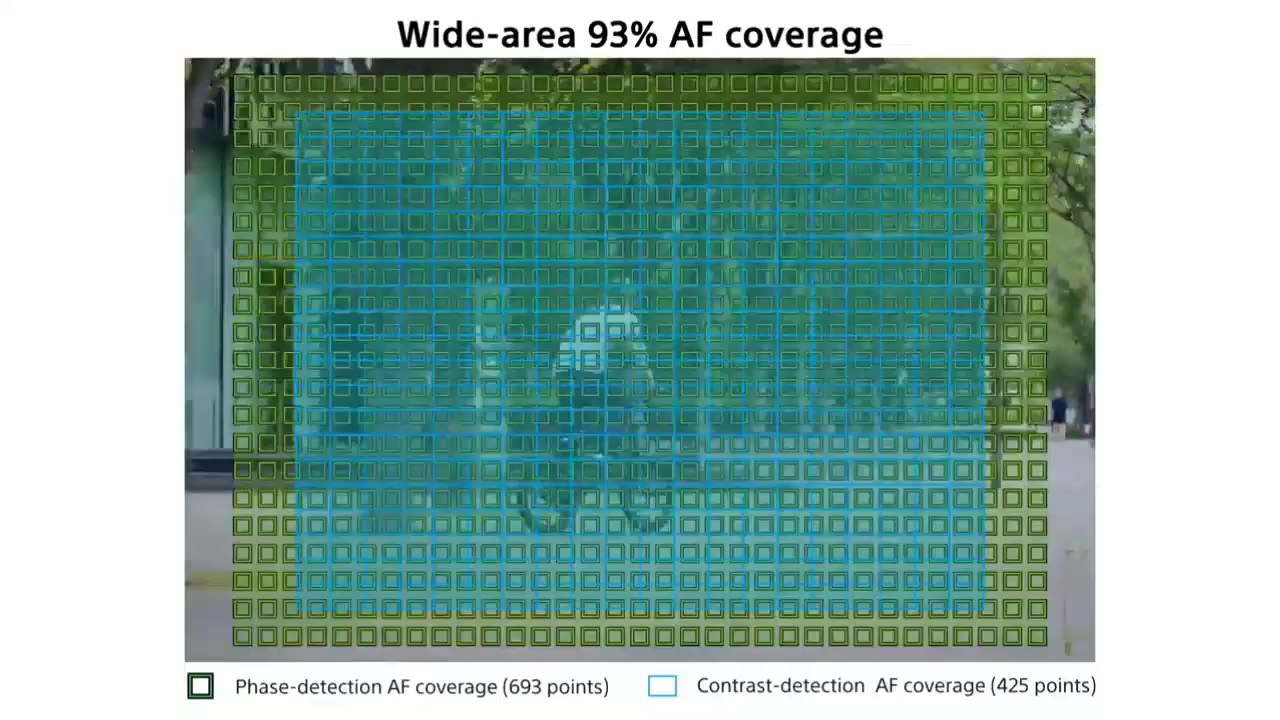 Wide-area 93% AF coverage
Phase-detection AF coverage (693 points)
Contrast-detection AF coverage (425 points)